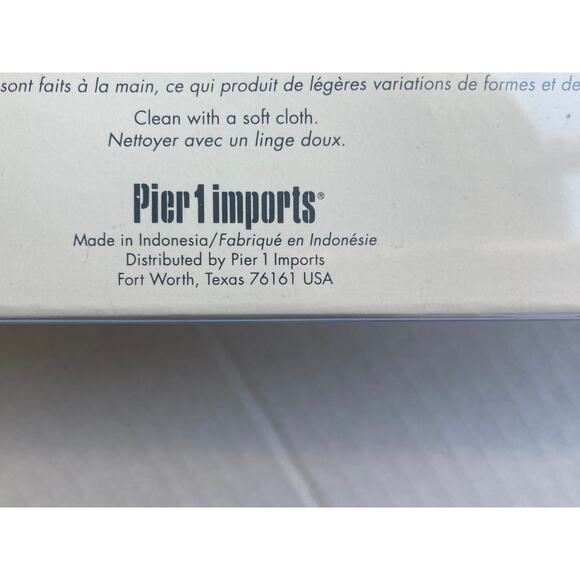 sont faits à la main, ce qui produit de légères variations de formes et de
Clean with a soft cloth.
Nettoyer avec un linge doux.
Pier 1 imports®
Made in Indonesia/Fabriqué en Indonésie
Distributed by Pier 1 Imports
Fort Worth, Texas 76161 USA